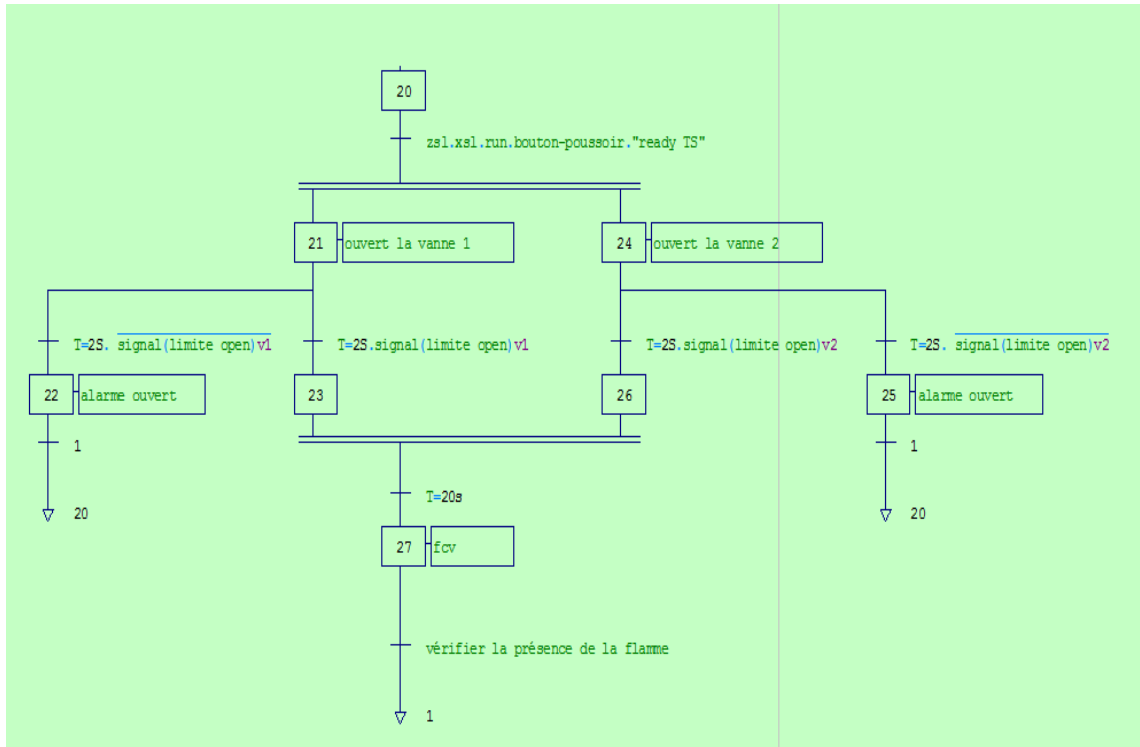 20
zsl.xsl.run.bouton-poussoir."ready TS"
21 ouvert la vanne 1
24 ouvert la vanne 2
T=2S. signal(limite open)v1
T=2S.signal(limite open)v1
T=2S.signal(limite open)v2
T=2S. signal(limite open)v2
22 alarme ouvert
23
26
25 alarme ouvert
1
1
20
20
T=20s
27 fcv
vérifier la présence de la flamme
1